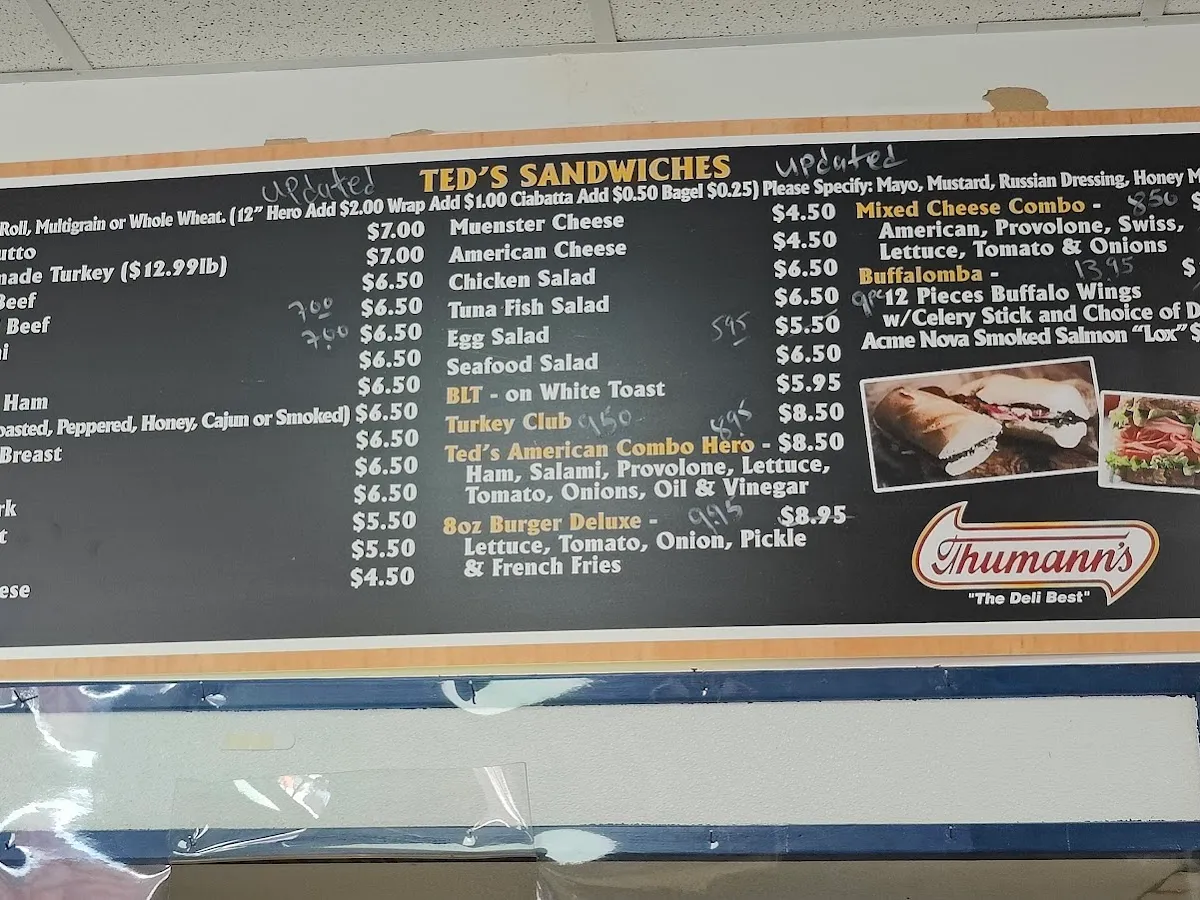 updated TED'S SANDWICHES updated
Roll, Multigrain or Whole Wheat. (12" Hero Add $2.00 Wrap Add $1.00 Ciabatta Add $0.50 Bagel $0.25) Please Specify: Mayo, Mustard, Russian Dressing, Honey M
utto $7.00
made Turkey ($12.99lb) $7.00
Beef $6.50
Beef 7.00 $6.50
i 7.00 $6.50
$6.50
Ham $6.50
oasted, Peppered, Honey, Cajun or Smoked) $6.50
Breast $6.50
$6.50
rk $6.50
t $5.50
$5.50
ese $4.50
Muenster Cheese $4.50
American Cheese $4.50
Chicken Salad $6.50
Tuna Fish Salad $6.50
Egg Salad 595 $5.50
Seafood Salad $6.50
BLT - on White Toast $5.95
Turkey Club 950 $8.50
Ted's American Combo Hero - 895 $8.50
Ham, Salami, Provolone, Lettuce,
Tomato, Onions, Oil & Vinegar
8oz Burger Deluxe - 9.95 $8.95
Lettuce, Tomato, Onion, Pickle
& French Fries
Mixed Cheese Combo - 850
American, Provolone, Swiss,
Lettuce, Tomato & Onions
Buffalomba - 13.95 $
9pc 12 Pieces Buffalo Wings
w/Celery Stick and Choice of D
Acme Nova Smoked Salmon "Lox" $
Thumann's
"The Deli Best"